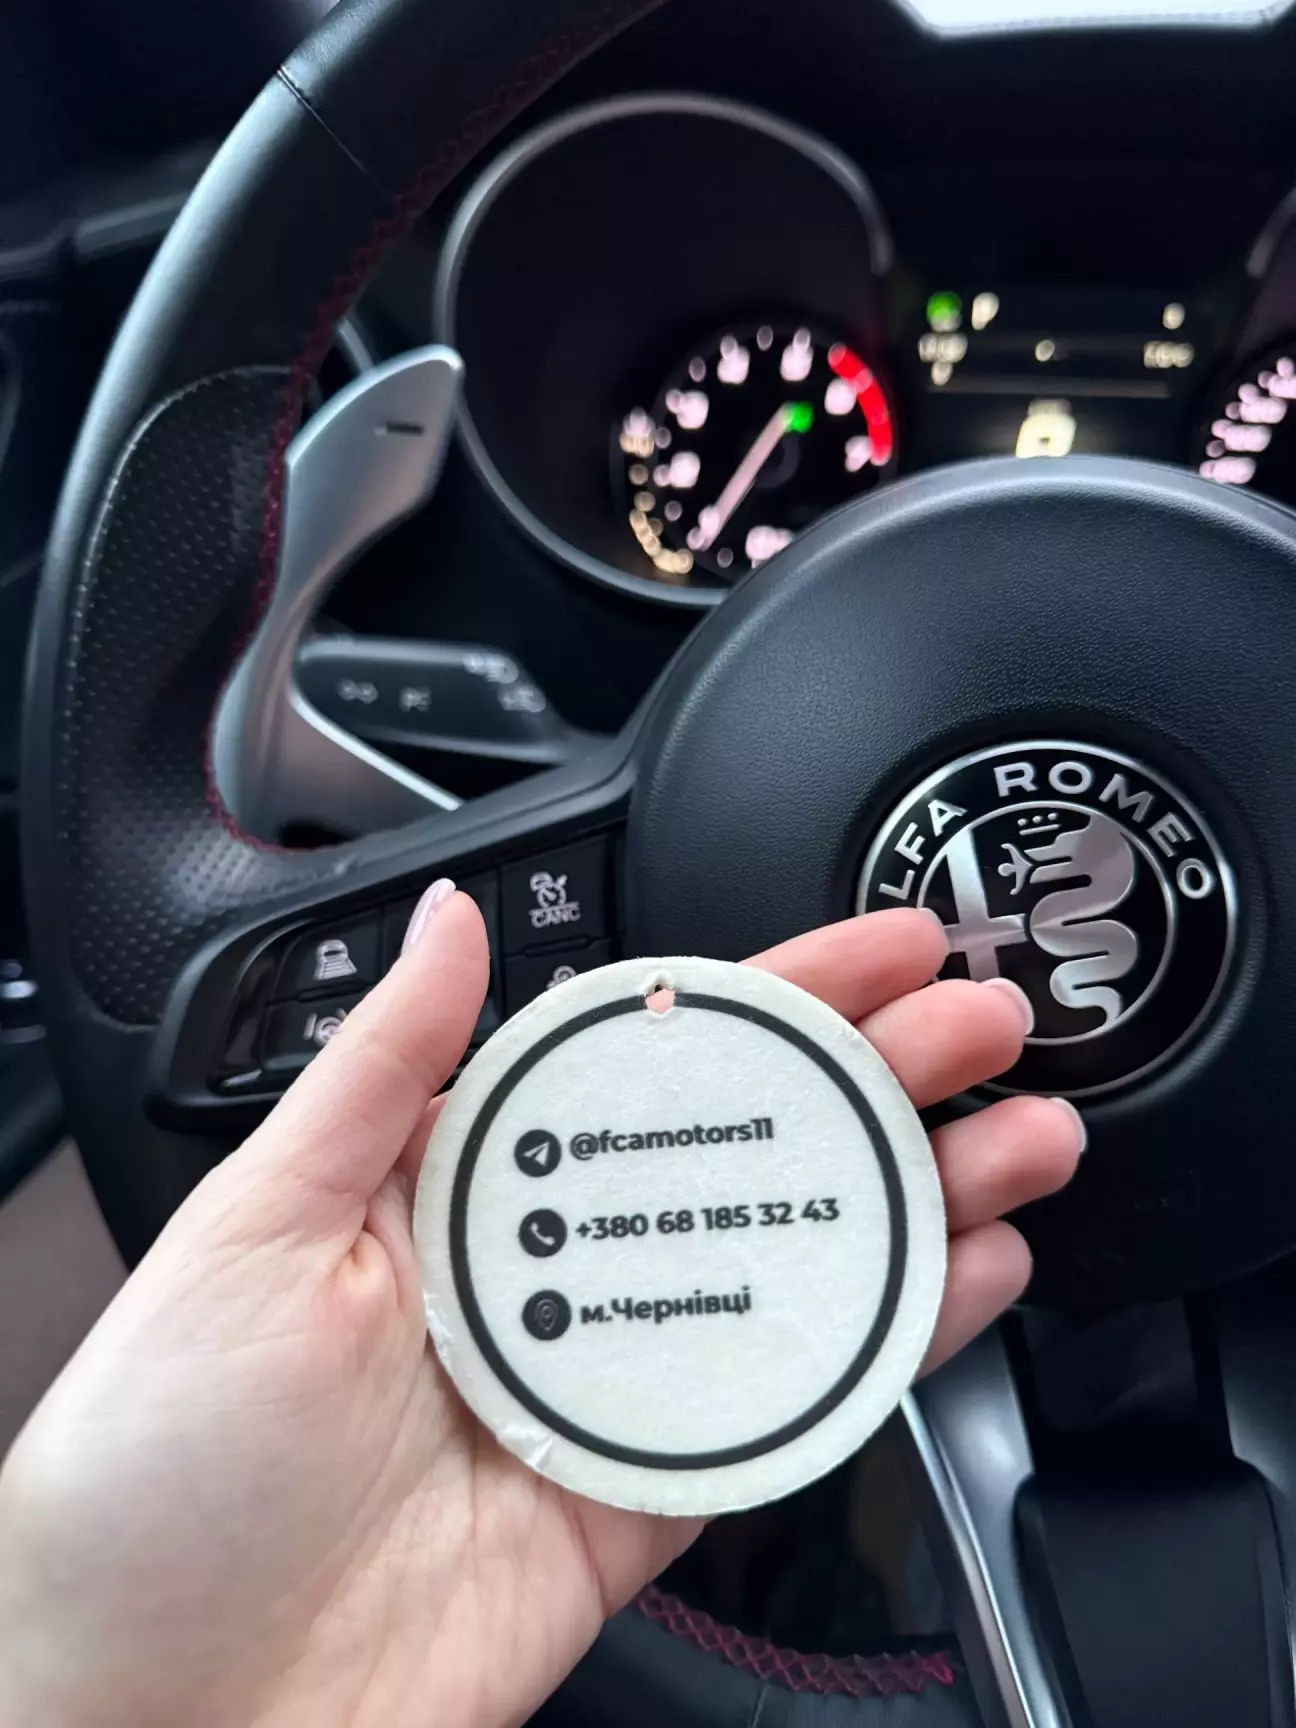 ALFA ROMEO
CANC
@fcamotors11
+380 68 185 32 43
м.Чернівці